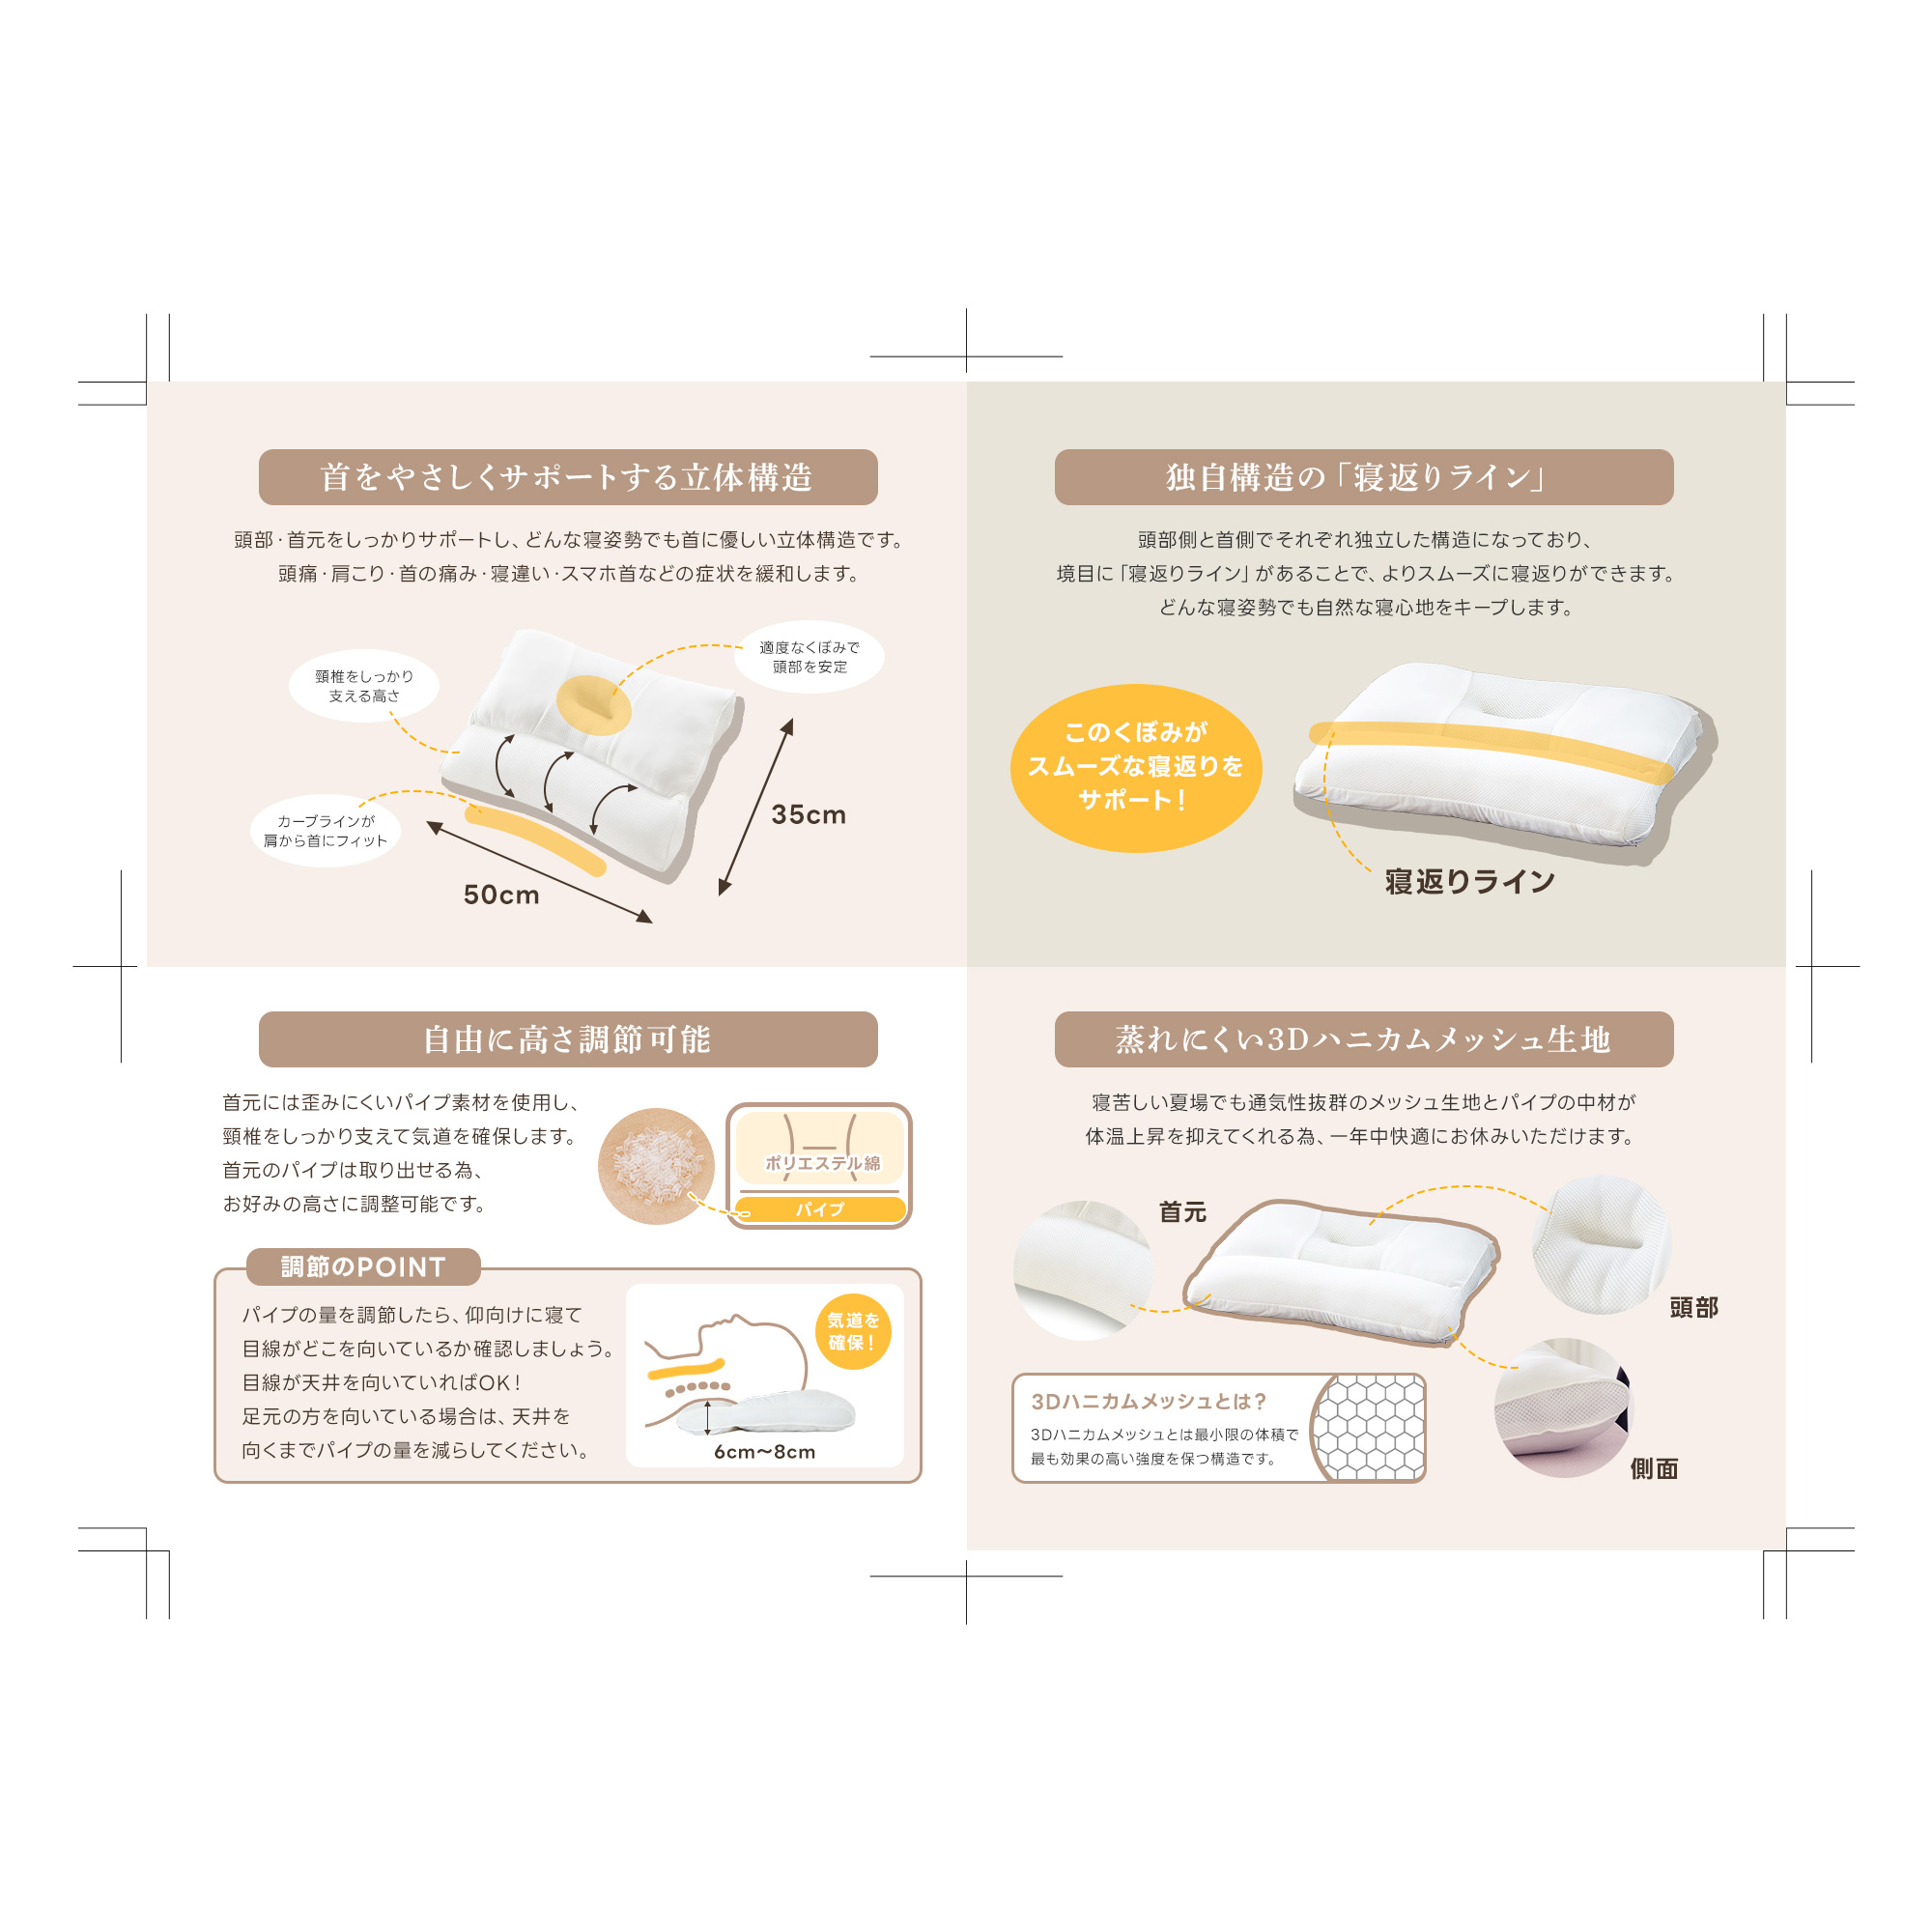 首をやさしくサポートする立体構造
頭部･首元をしっかりサポートし、どんな寝姿勢でも首に優しい立体構造です。
頭痛･肩こり･首の痛み･寝違い･スマホ首などの症状を緩和します。
適度なくぼみで
頭部を安定
頸椎をしっかり
支える高さ
カーブラインが
肩から首にフィット
35cm
50cm
独自構造の「寝返りライン」
頭部側と首側でそれぞれ独立した構造になっており、
境目に「寝返りライン」があることで、よりスムーズに寝返りができます。
どんな寝姿勢でも自然な寝心地をキープします。
このくぼみが
スムーズな寝返りを
サポート！
寝返りライン
自由に高さ調節可能
首元には歪みにくいパイプ素材を使用し、
頸椎をしっかり支えて気道を確保します。
首元のパイプは取り出せる為、
お好みの高さに調整可能です。
ポリエステル綿
パイプ
調節のPOINT
パイプの量を調節したら、仰向けに寝て
目線がどこを向いているか確認しましょう。
目線が天井を向いていればOK！
足元の方を向いている場合は、天井を
向くまでパイプの量を減らしてください。
気道を
確保！
6cm〜8cm
蒸れにくい3Dハニカムメッシュ生地
寝苦しい夏場でも通気性抜群のメッシュ生地とパイプの中材が
体温上昇を抑えてくれる為、一年中快適にお休みいただけます。
首元
頭部
側面
3Dハニカムメッシュとは？
3Dハニカムメッシュとは最小限の体積で
最も効果の高い強度を保つ構造です。